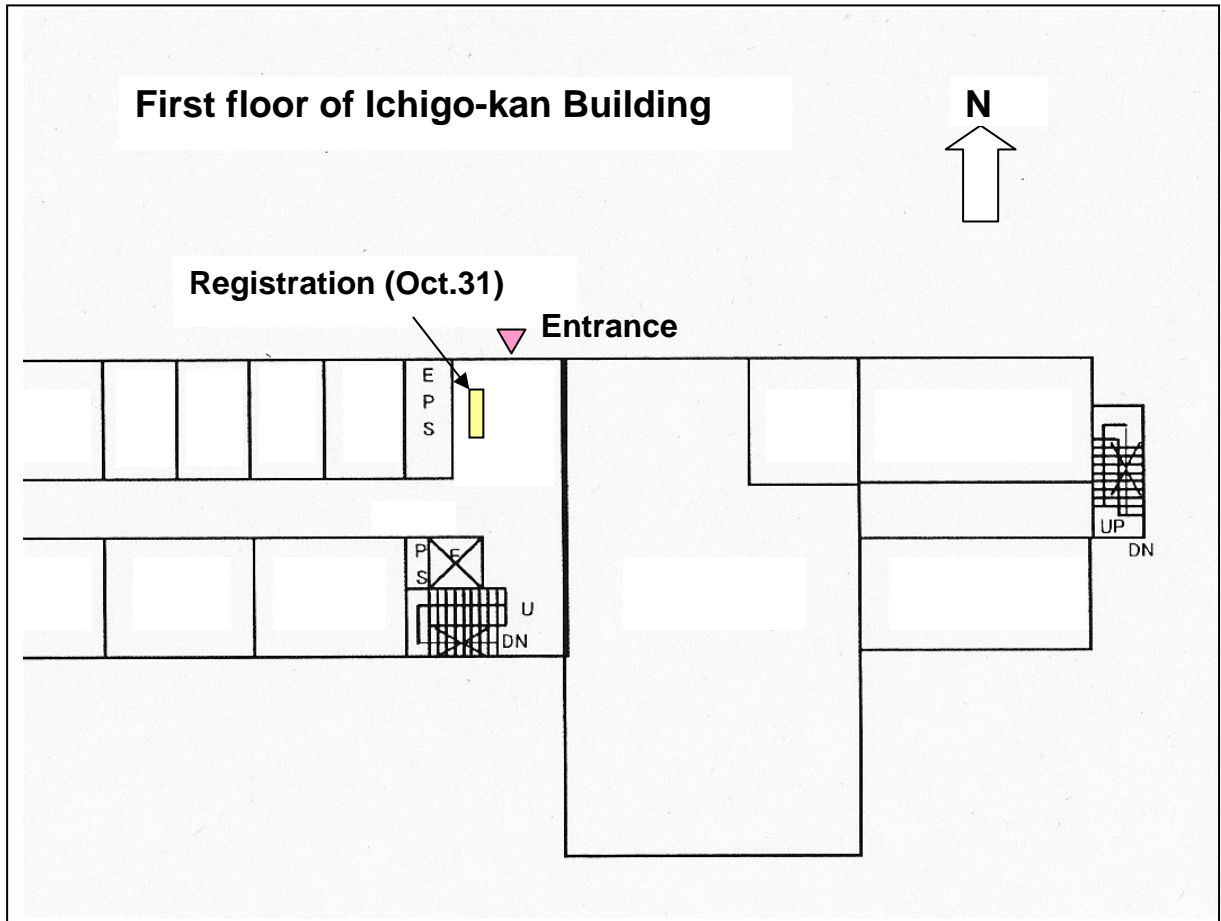 First floor of Ichigo-kan Building
N
Registration (Oct.31)
Entrance
E
P
S
P
S
E
U
DN
UP
DN